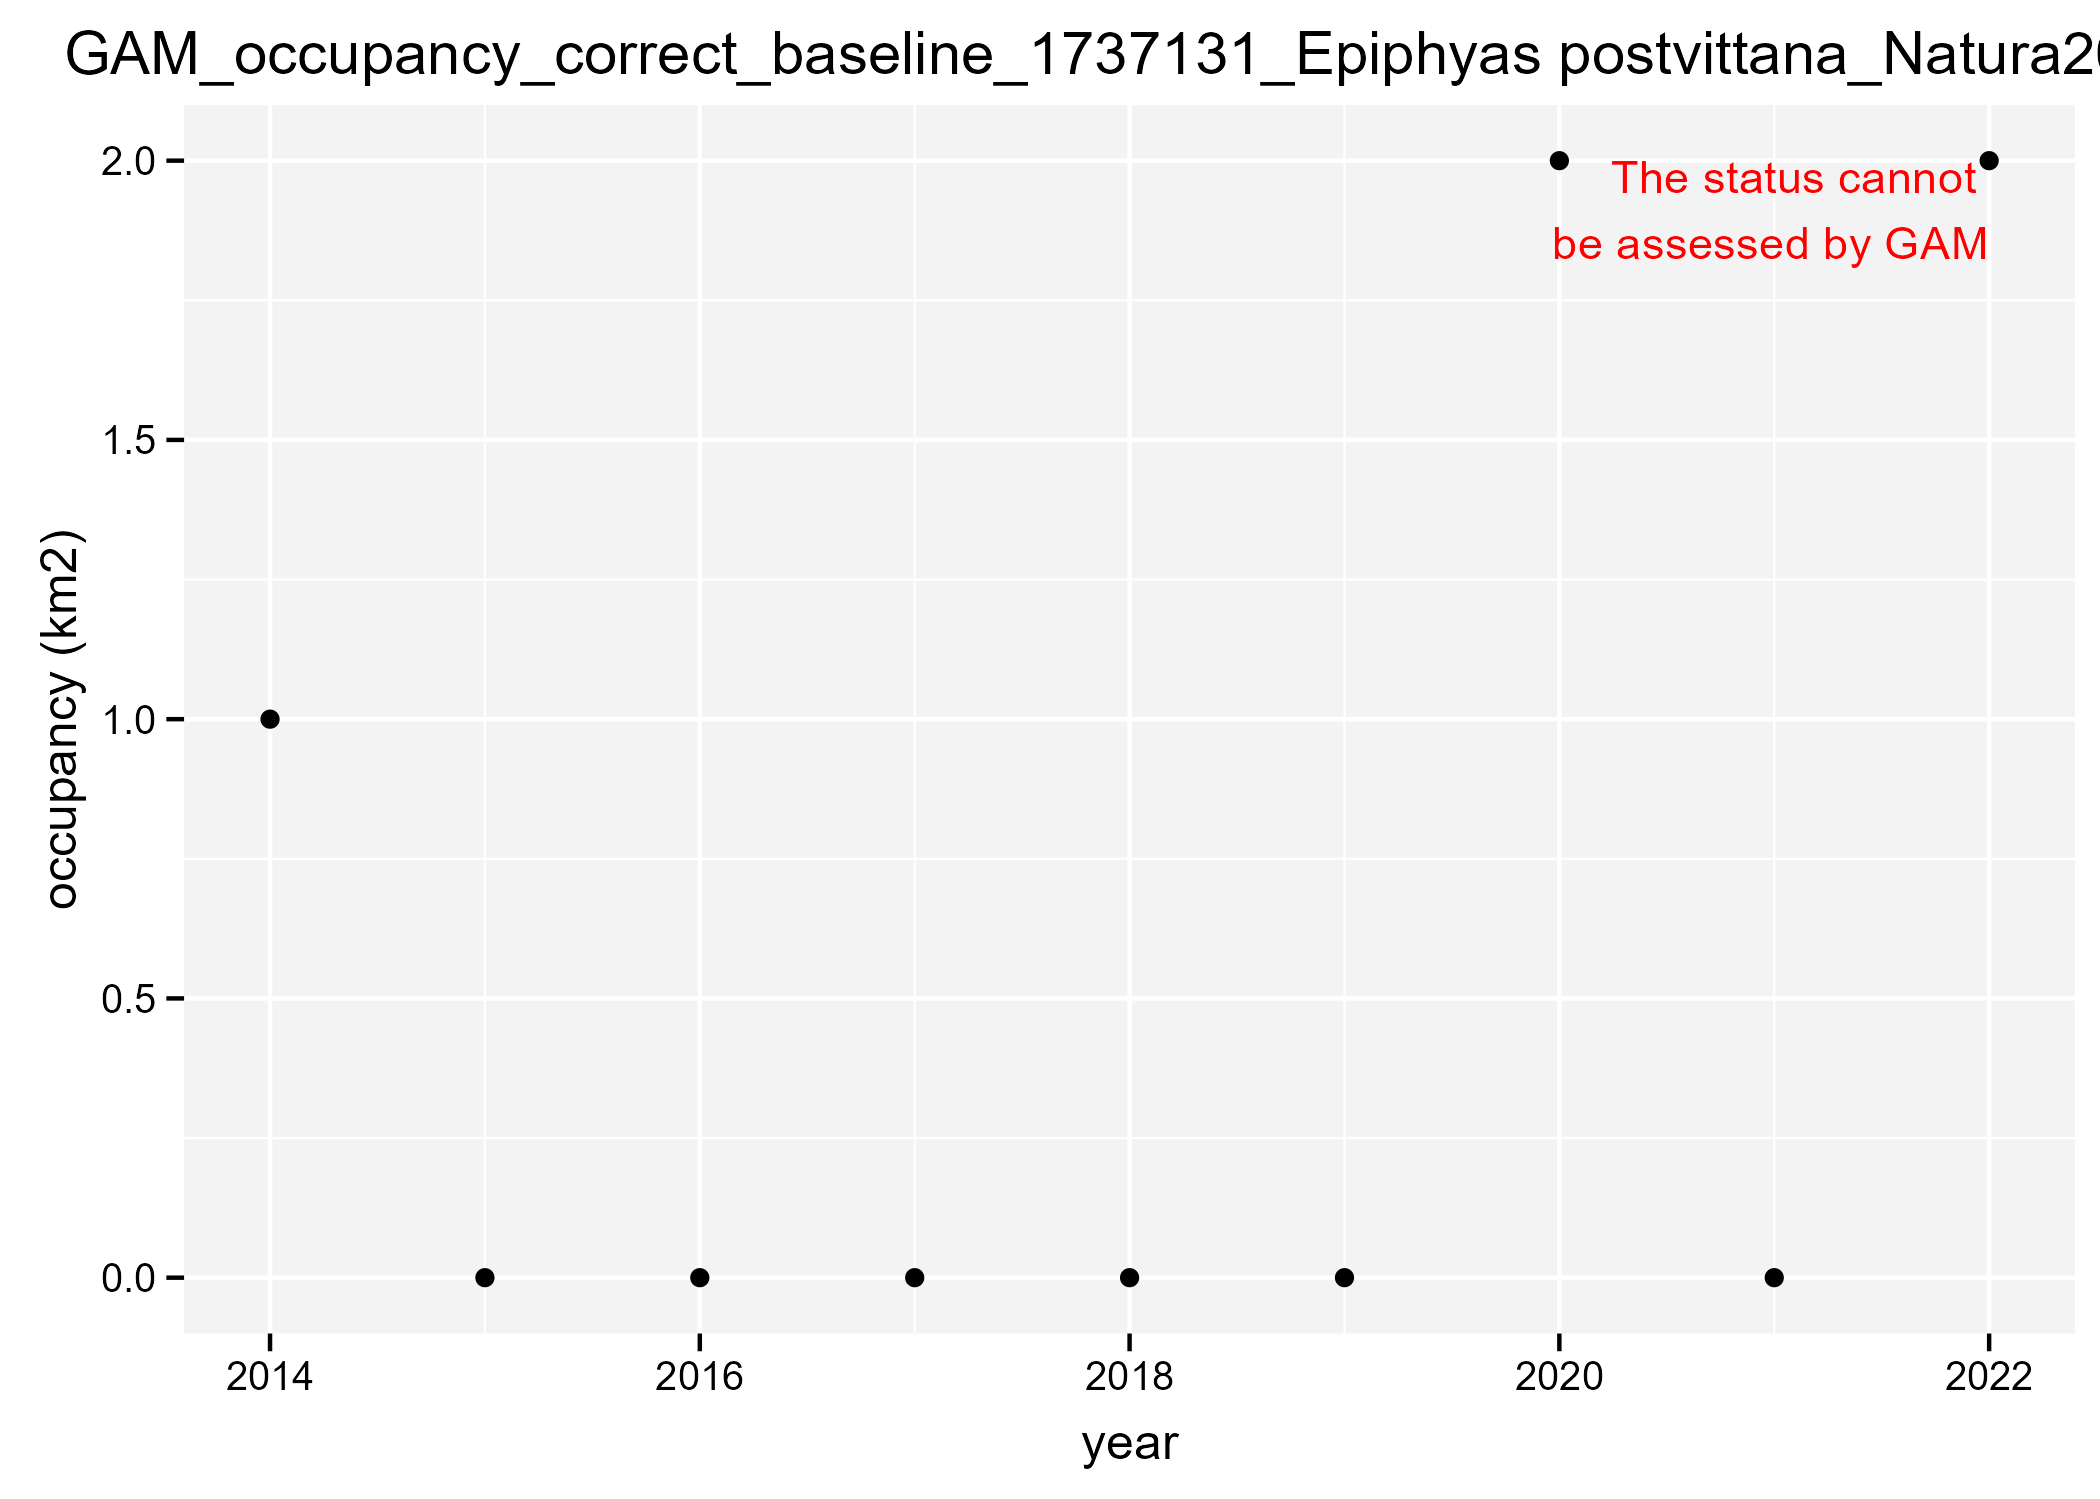 GAM_occupancy_correct_baseline_1737131_Epiphyas postvittana_Natura20
2.0
The status cannot
be assessed by GAM
1.5
occupancy (km2)
1.0
0.5
0.0
2014 2016 2018 2020 2022
year